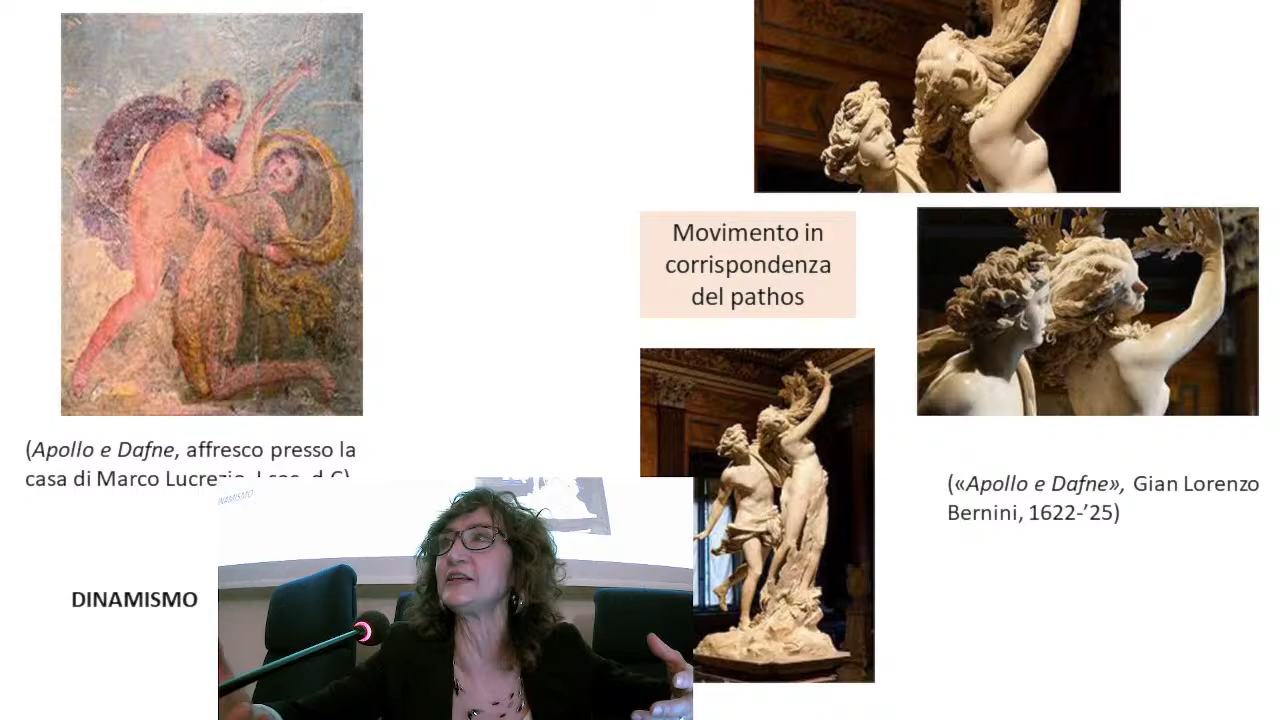 Movimento in
corrispondenza
del pathos
(Apollo e Dafne, affresco presso la
casa di Marco Lucrezio, I sec. d.C)
(«Apollo e Dafne», Gian Lorenzo
Bernini, 1622-’25)
DINAMISMO